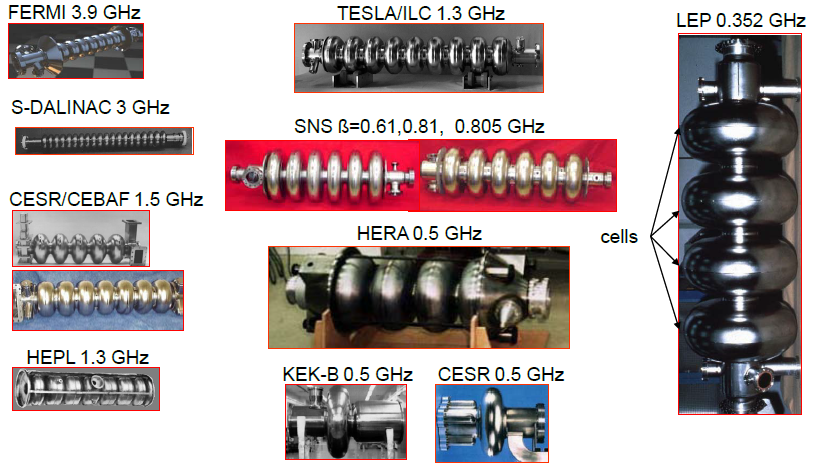 FERMI 3.9 GHz
TESLA/ILC 1.3 GHz
LEP 0.352 GHz
S-DALINAC 3 GHz
SNS ß=0.61,0.81, 0.805 GHz
CESR/CEBAF 1.5 GHz
HERA 0.5 GHz
cells
HEPL 1.3 GHz
KEK-B 0.5 GHz
CESR 0.5 GHz